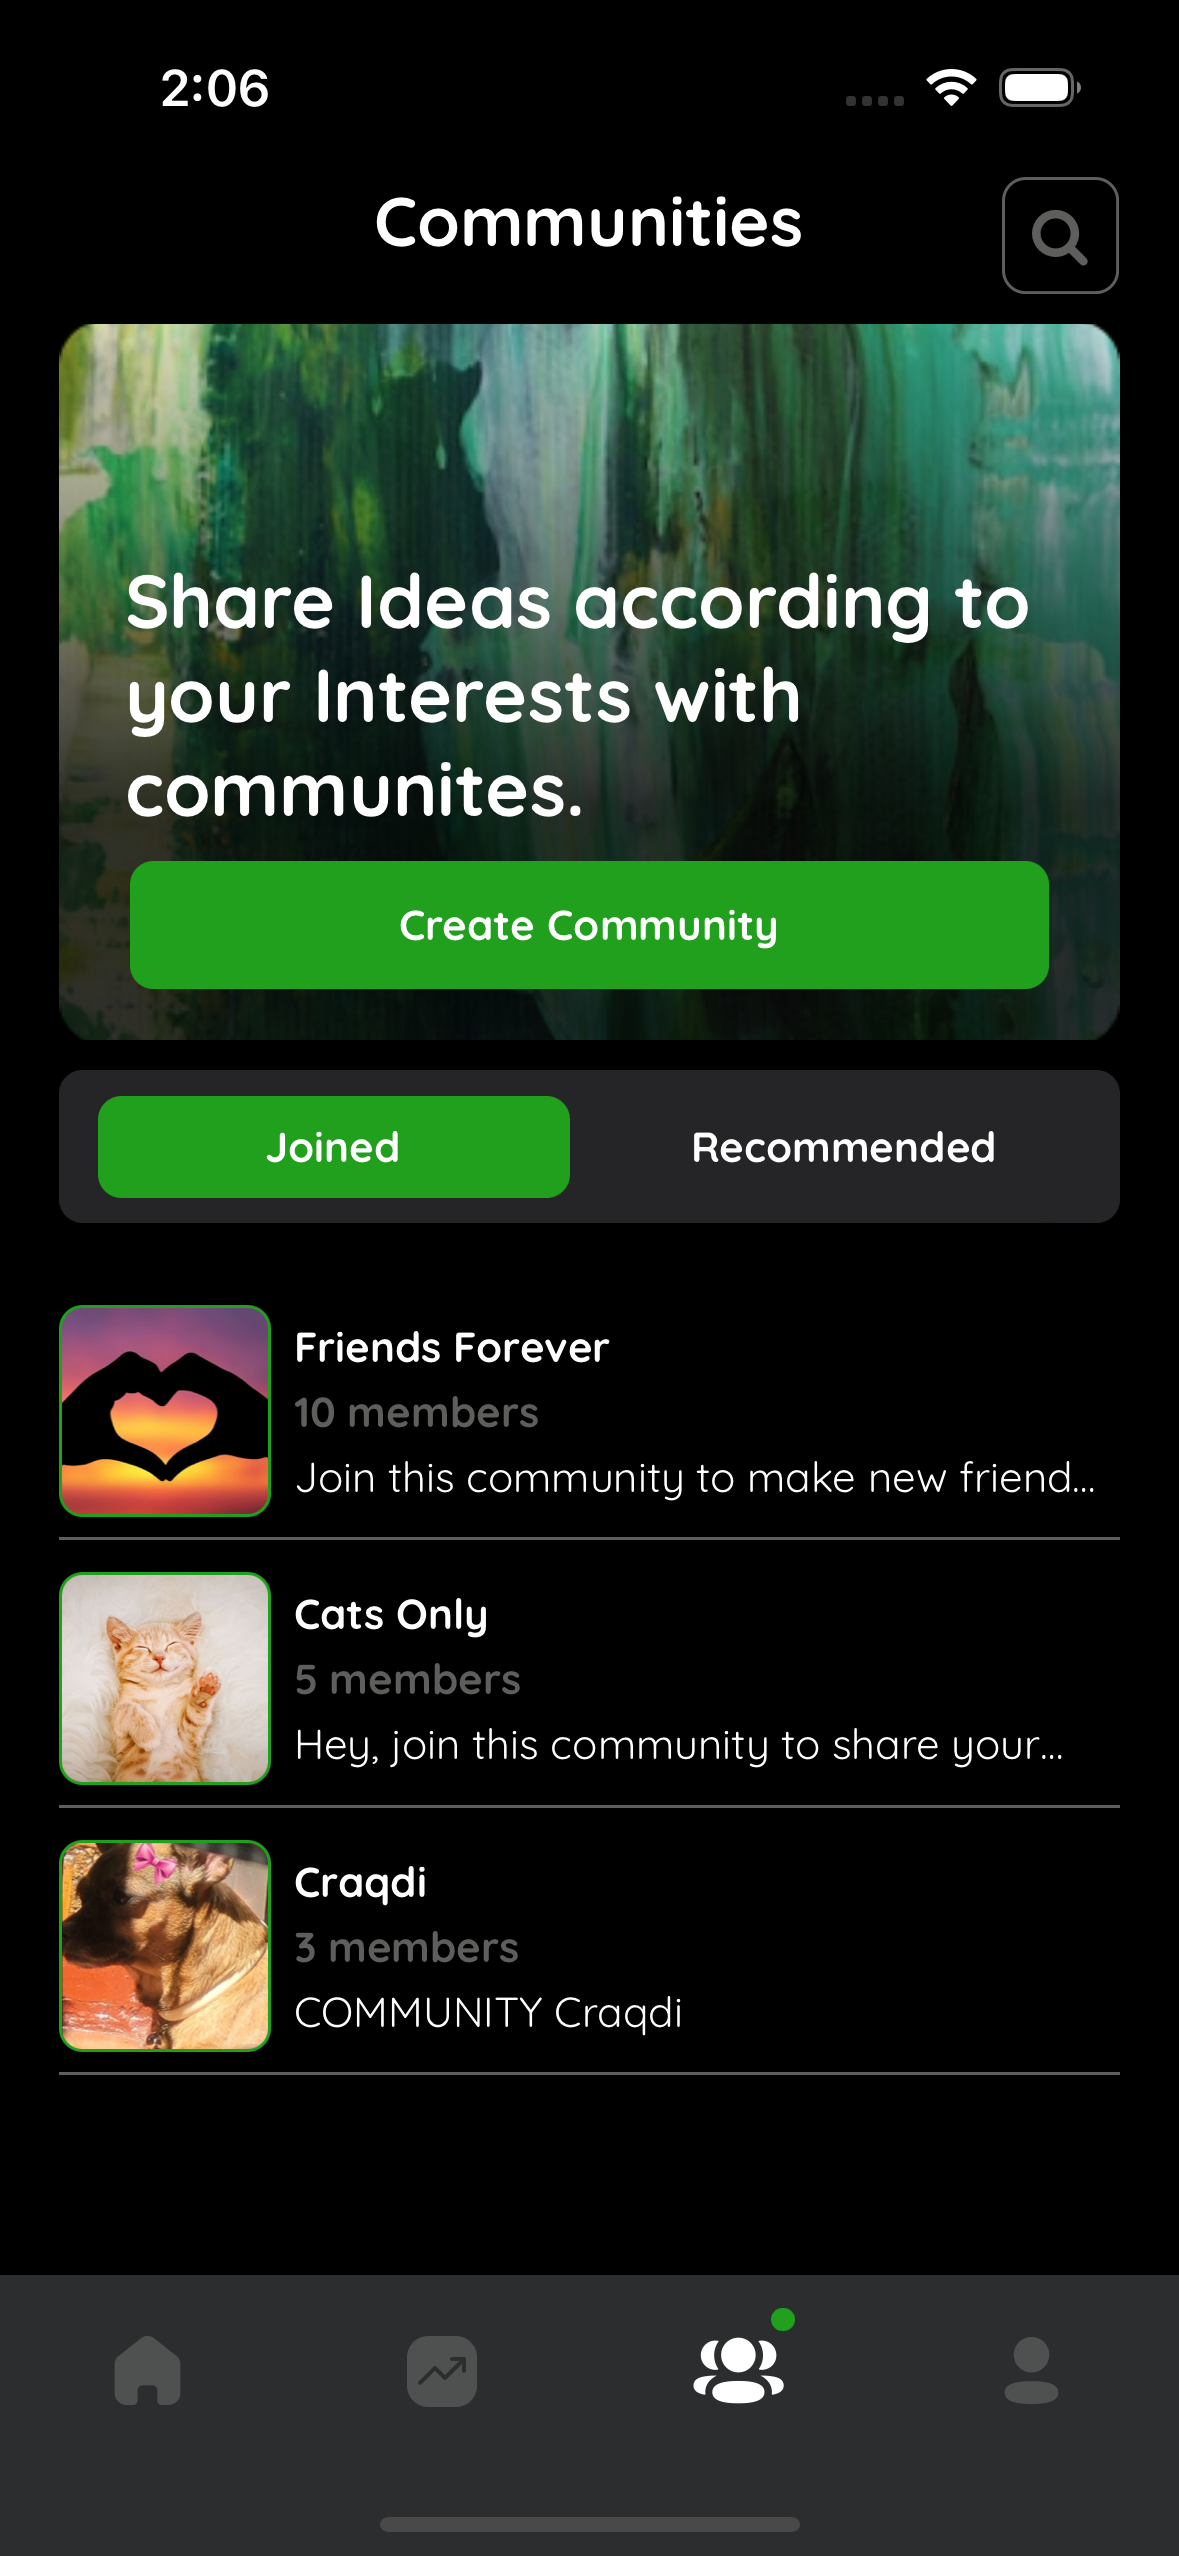 2:06
Communities
Share Ideas according to
your Interests with
communites.
Create Community
Joined
Recommended
Friends Forever
10 members
Join this community to make new friend...
Cats Only
5 members
Hey, join this community to share your...
Craqdi
3 members
COMMUNITY Craqdi